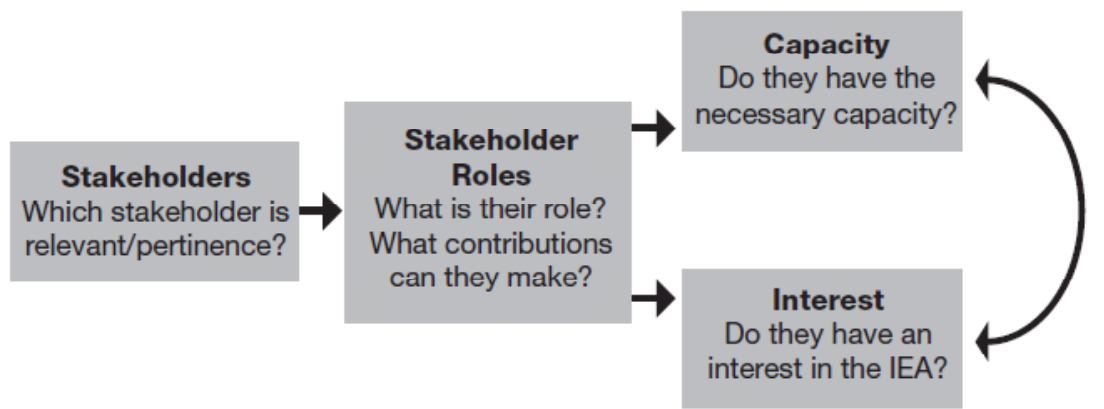 Stakeholders
Which stakeholder is
relevant/pertinence?
Stakeholder
Roles
What is their role?
What contributions
can they make?
Capacity
Do they have the
necessary capacity?
Interest
Do they have an
interest in the IEA?